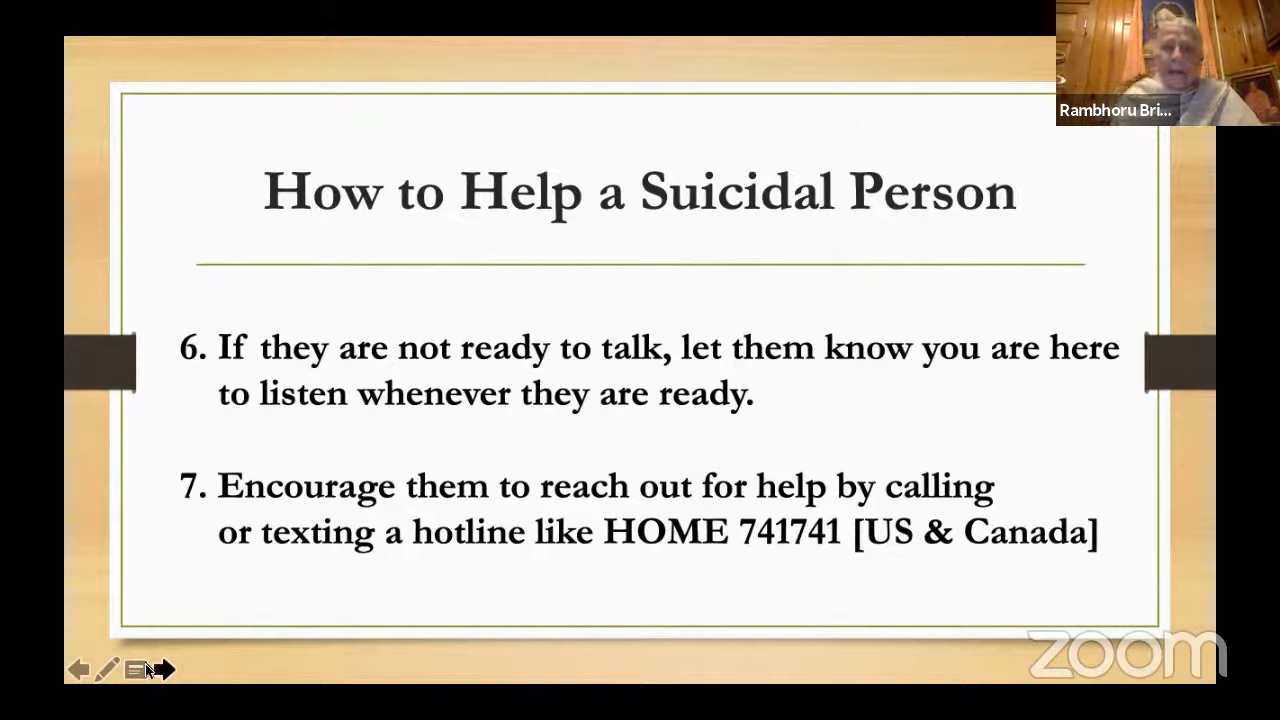 Rambhoru Bri...
How to Help a Suicidal Person
6. If they are not ready to talk, let them know you are here
to listen whenever they are ready.
7. Encourage them to reach out for help by calling
or texting a hotline like HOME 741741 [US & Canada]
zoom